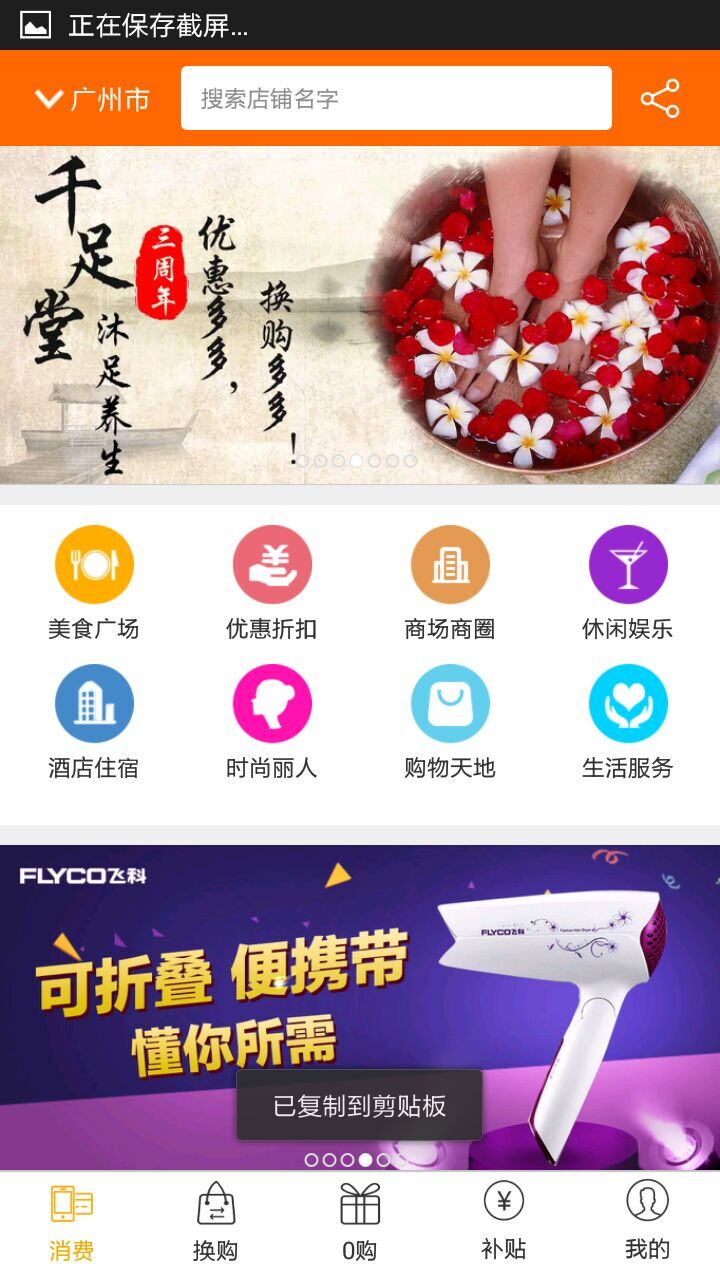 正在保存截屏...
广州市
搜索店铺名字
千足堂
沐足养生
三周年
优惠多多，
换购多多！
美食广场
优惠折扣
商场商圈
休闲娱乐
酒店住宿
时尚丽人
购物天地
生活服务
FLYCO飞科
FLYCO飞科
可折叠 便携带
懂你所需
已复制到剪贴板
消费
换购
0购
补贴
我的